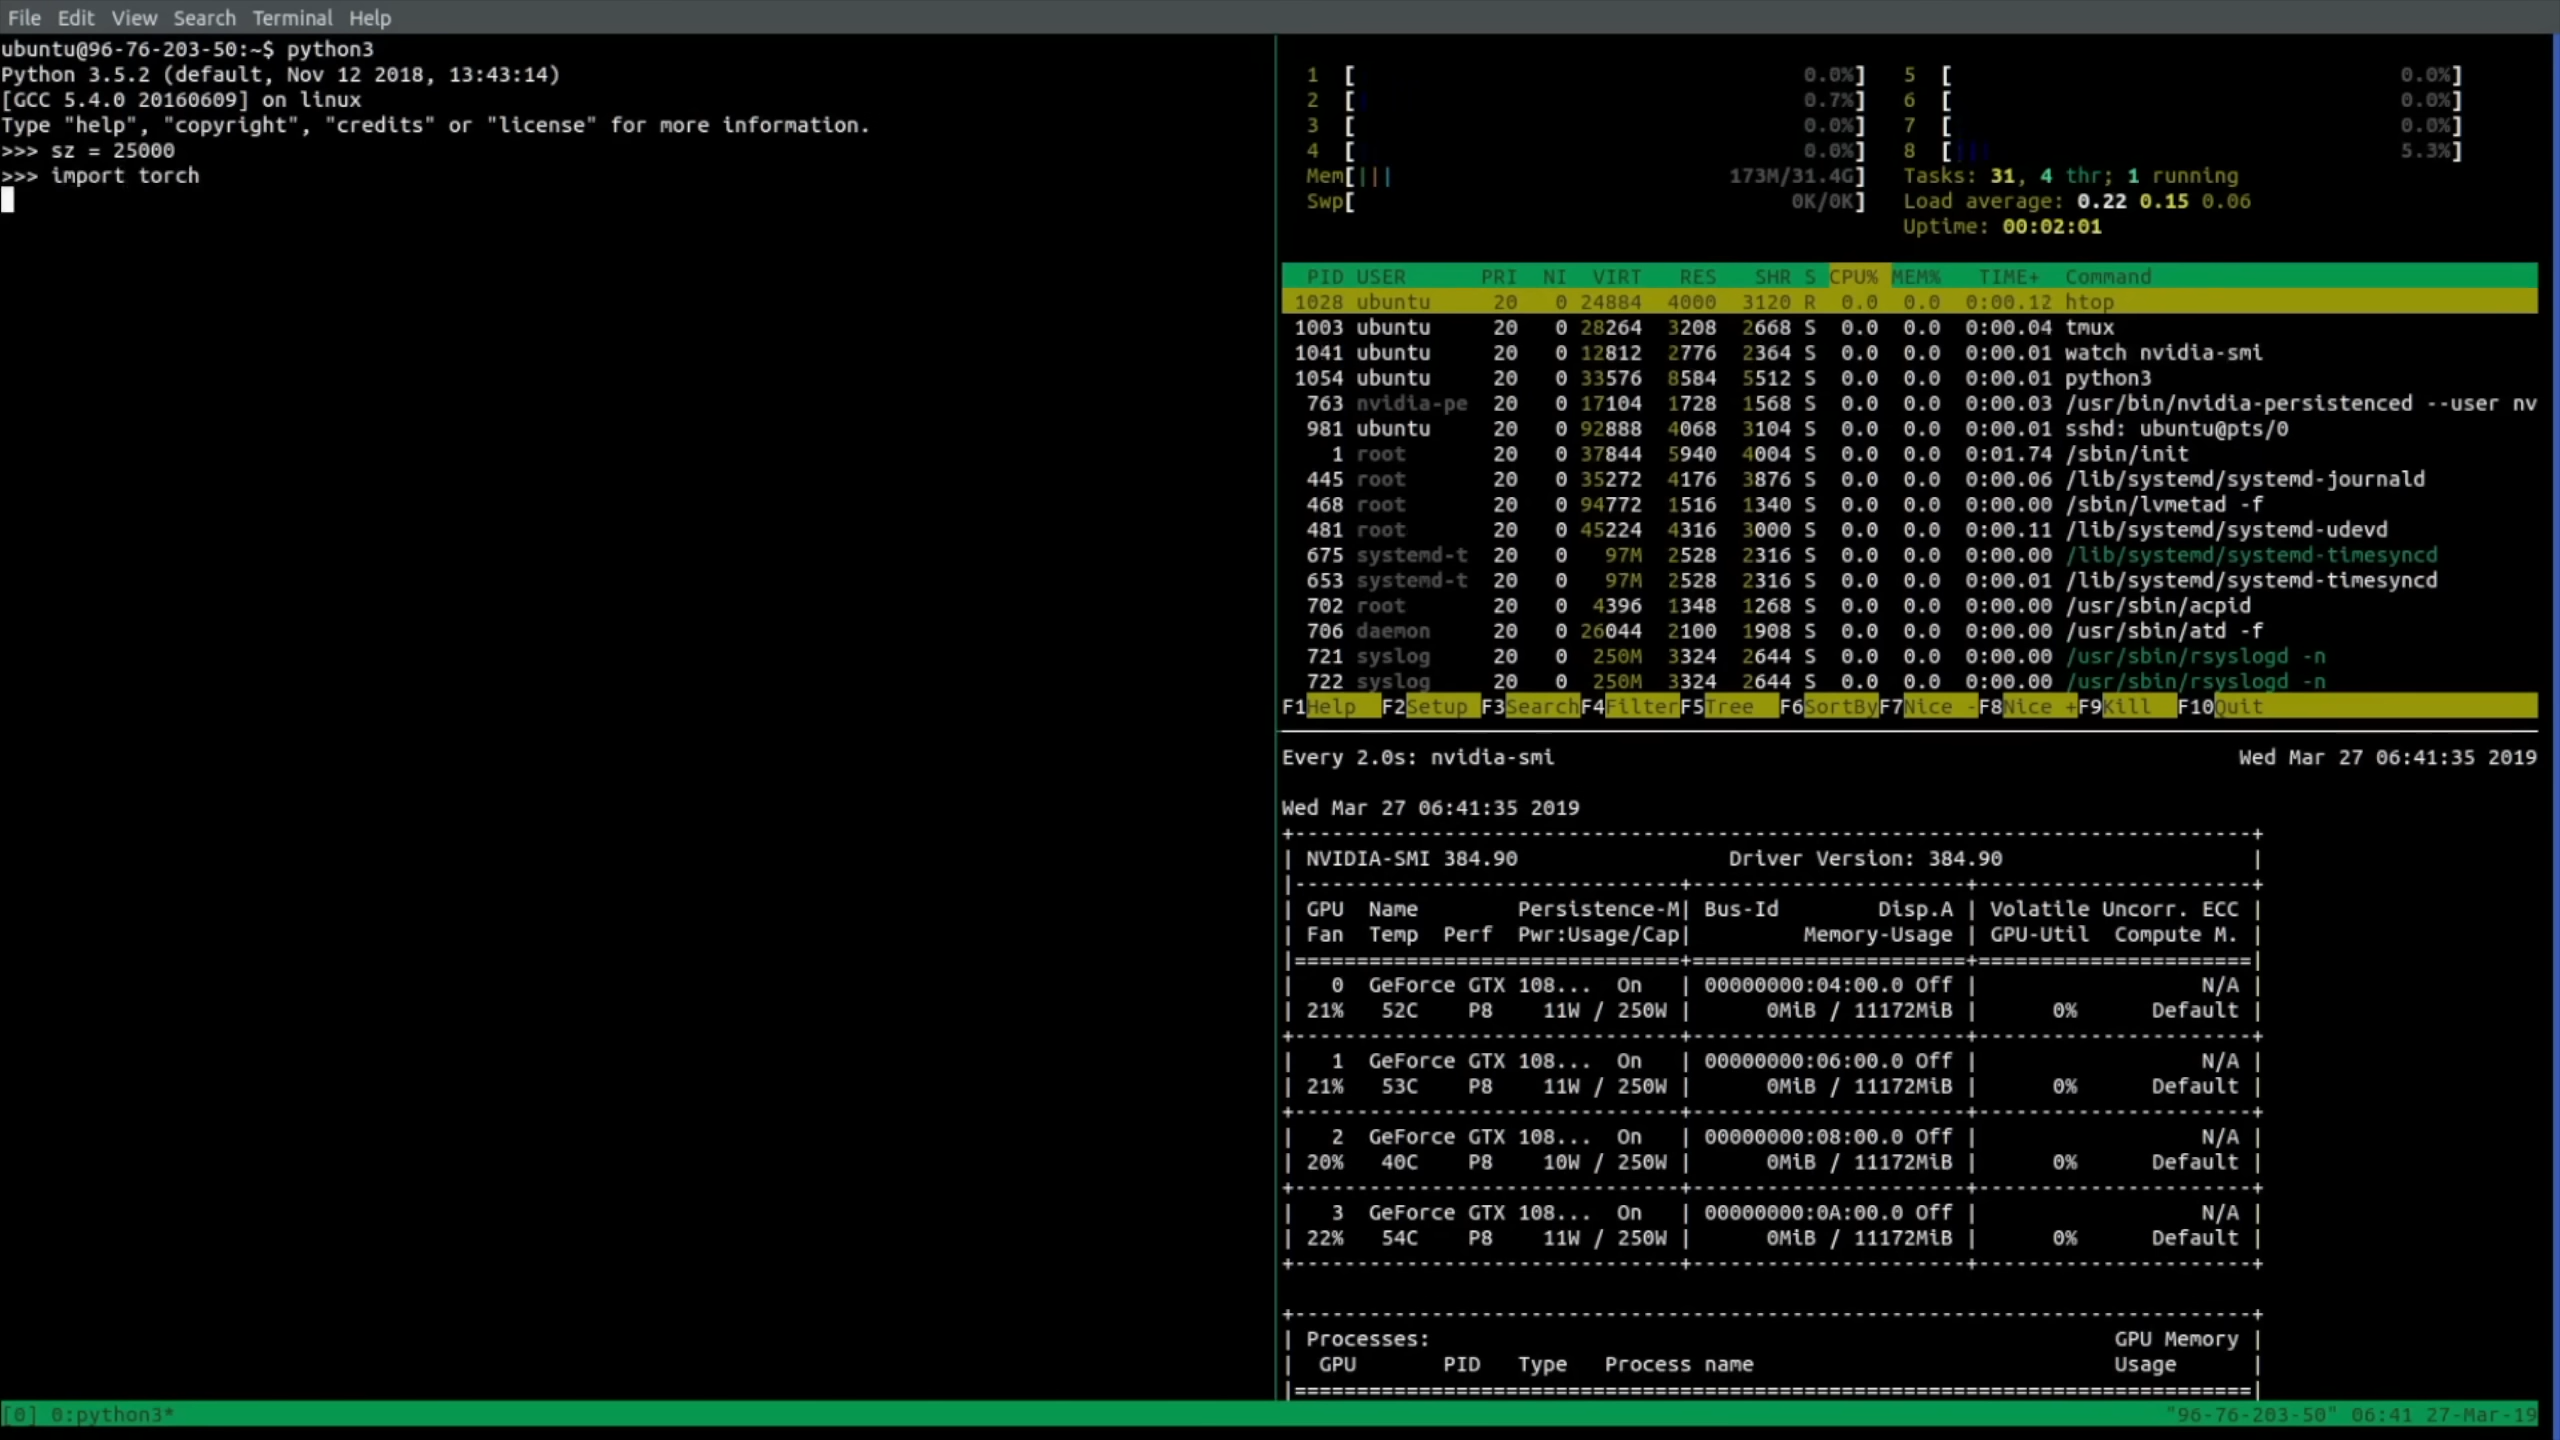 File Edit View Search Terminal Help
ubuntu@96-76-203-50:~$ python3
Python 3.5.2 (default, Nov 12 2018, 13:43:14)
[GCC 5.4.0 20160609] on linux
Type "help", "copyright", "credits" or "license" for more information.
>>> sz = 25000
>>> import torch
1 [ 0.0%] 5 [ 0.0%]
2 [ 0.7%] 6 [ 0.0%]
3 [ 0.0%] 7 [ 0.0%]
4 [ 0.0%] 8 [||| 5.3%]
Mem[||| 173M/31.4G] Tasks: 31, 4 thr; 1 running
Swp[ 0K/0K] Load average: 0.22 0.15 0.06
Uptime: 00:02:01
PID USER PRI NI VIRT RES SHR S CPU% MEM% TIME+ Command
1028 ubuntu 20 0 24884 4000 3120 R 0.0 0.0 0:00.12 htop
1003 ubuntu 20 0 28264 3208 2668 S 0.0 0.0 0:00.04 tmux
1041 ubuntu 20 0 12812 2776 2364 S 0.0 0.0 0:00.01 watch nvidia-smi
1054 ubuntu 20 0 33576 8584 5512 S 0.0 0.0 0:00.01 python3
763 nvidia-pe 20 0 17104 1728 1568 S 0.0 0.0 0:00.03 /usr/bin/nvidia-persistenced --user nv
981 ubuntu 20 0 92888 4068 3104 S 0.0 0.0 0:00.01 sshd: ubuntu@pts/0
1 root 20 0 37844 5940 4004 S 0.0 0.0 0:01.74 /sbin/init
445 root 20 0 35272 4176 3876 S 0.0 0.0 0:00.06 /lib/systemd/systemd-journald
468 root 20 0 94772 1516 1340 S 0.0 0.0 0:00.00 /sbin/lvmetad -f
481 root 20 0 45224 4316 3000 S 0.0 0.0 0:00.11 /lib/systemd/systemd-udevd
675 systemd-t 20 0 97M 2528 2316 S 0.0 0.0 0:00.00 /lib/systemd/systemd-timesyncd
653 systemd-t 20 0 97M 2528 2316 S 0.0 0.0 0:00.01 /lib/systemd/systemd-timesyncd
702 root 20 0 4396 1348 1268 S 0.0 0.0 0:00.00 /usr/sbin/acpid
706 daemon 20 0 26044 2100 1908 S 0.0 0.0 0:00.00 /usr/sbin/atd -f
721 syslog 20 0 250M 3324 2644 S 0.0 0.0 0:00.00 /usr/sbin/rsyslogd -n
722 syslog 20 0 250M 3324 2644 S 0.0 0.0 0:00.00 /usr/sbin/rsyslogd -n
F1Help F2Setup F3SearchF4FilterF5Tree F6SortByF7Nice -F8Nice +F9Kill F10Quit
Every 2.0s: nvidia-smi Wed Mar 27 06:41:35 2019
Wed Mar 27 06:41:35 2019
+-----------------------------------------------------------------------------+
| NVIDIA-SMI 384.90 Driver Version: 384.90 |
|-------------------------------+----------------------+----------------------+
| GPU Name Persistence-M| Bus-Id Disp.A | Volatile Uncorr. ECC |
| Fan Temp Perf Pwr:Usage/Cap| Memory-Usage | GPU-Util Compute M. |
|===============================+======================+======================|
| 0 GeForce GTX 108... On | 00000000:04:00.0 Off | N/A |
| 21% 52C P8 11W / 250W | 0MiB / 11172MiB | 0% Default |
+-------------------------------+----------------------+----------------------+
| 1 GeForce GTX 108... On | 00000000:06:00.0 Off | N/A |
| 21% 53C P8 11W / 250W | 0MiB / 11172MiB | 0% Default |
+-------------------------------+----------------------+----------------------+
| 2 GeForce GTX 108... On | 00000000:08:00.0 Off | N/A |
| 20% 40C P8 10W / 250W | 0MiB / 11172MiB | 0% Default |
+-------------------------------+----------------------+----------------------+
| 3 GeForce GTX 108... On | 00000000:0A:00.0 Off | N/A |
| 22% 54C P8 11W / 250W | 0MiB / 11172MiB | 0% Default |
+-------------------------------+----------------------+----------------------+
+-----------------------------------------------------------------------------+
| Processes: GPU Memory |
| GPU PID Type Process name Usage |
|=============================================================================|
[0] 0:python3* "96-76-203-50" 06:41 27-Mar-19